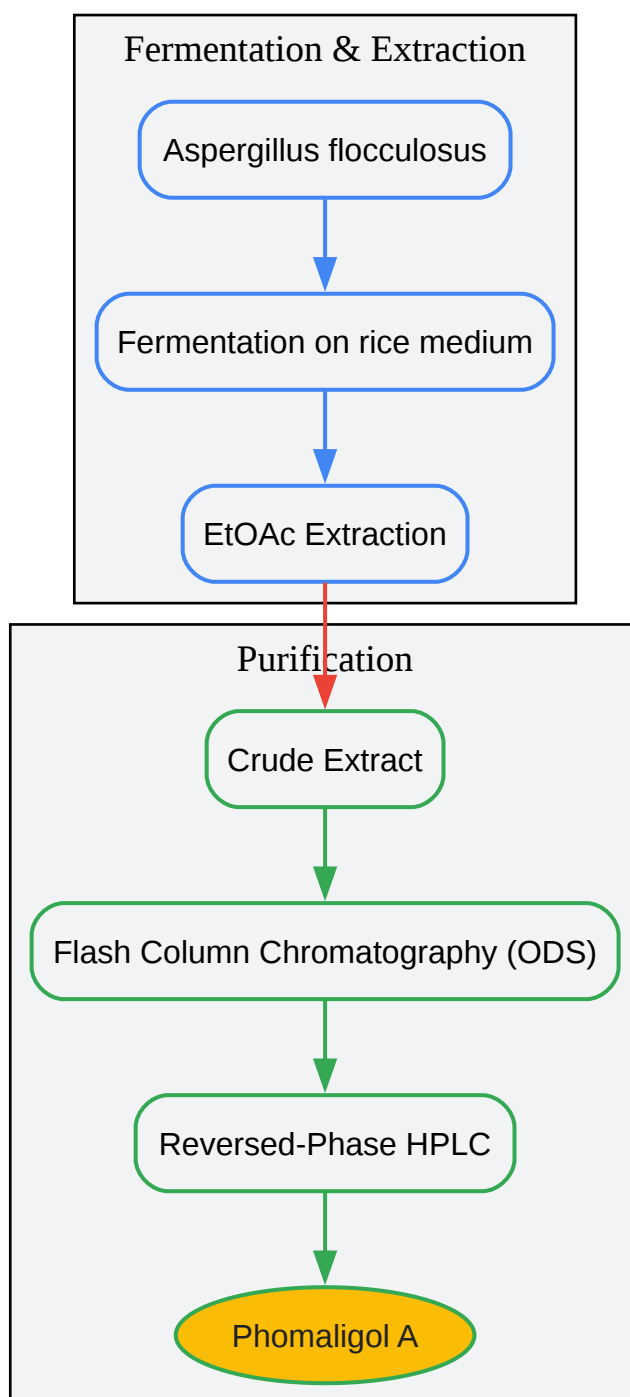 Fermentation & Extraction
Aspergillus flocculosus
Fermentation on rice medium
EtOAc Extraction
Purification
Crude Extract
Flash Column Chromatography (ODS)
Reversed-Phase HPLC
Phomaligol A